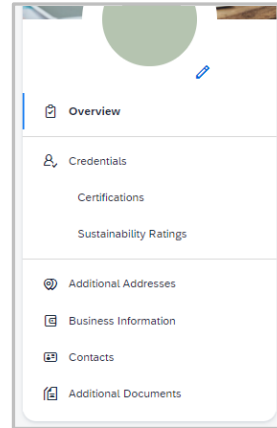 Overview
Credentials
Certifications
Sustainability Ratings
Additional Addresses
Business Information
Contacts
Additional Documents